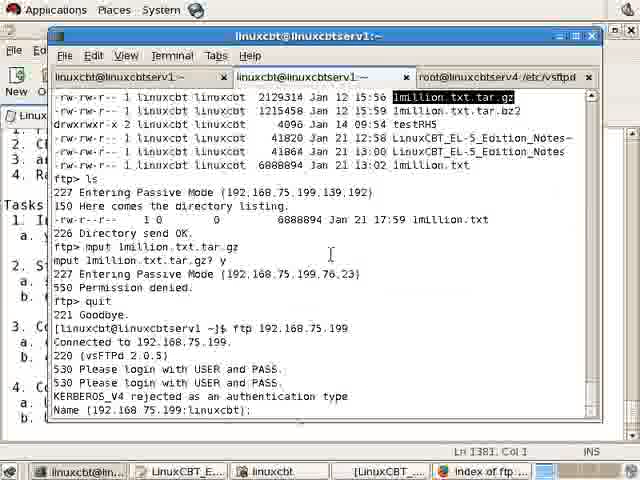 Applications Places System
linuxcbt@linuxcbtserv1:~
File Edit View Terminal Tabs Help
linuxcbt@linuxcbtserv1:~ linuxcbt@linuxcbtserv1:~ root@linuxcbtserv4:/etc/vsftpd
-rw-rw-r-- 1 linuxcbt linuxcbt 2129314 Jan 12 15:56 1million.txt.tar.gz
-rw-rw-r-- 1 linuxcbt linuxcbt 1215458 Jan 12 15:59 1million.txt.tar.bz2
drwxrwxr-x 2 linuxcbt linuxcbt 4096 Jan 14 09:54 testRH5
-rw-rw-r-- 1 linuxcbt linuxcbt 41820 Jan 21 12:58 LinuxCBT_EL-5_Edition_Notes~
-rw-rw-r-- 1 linuxcbt linuxcbt 41864 Jan 21 13:00 LinuxCBT_EL-5_Edition_Notes
-rw-rw-r-- 1 linuxcbt linuxcbt 6888894 Jan 21 13:02 1million.txt
ftp> ls
227 Entering Passive Mode (192,168,75,199,139,192)
150 Here comes the directory listing.
-rw-r--r-- 1 0 0 6888894 Jan 21 17:59 1million.txt
226 Directory send OK.
ftp> mput 1million.txt.tar.gz
mput 1million.txt.tar.gz? y
227 Entering Passive Mode (192,168,75,199,76,23)
550 Permission denied.
ftp> quit
221 Goodbye.
[linuxcbt@linuxcbtserv1 ~]$ ftp 192.168.75.199
Connected to 192.168.75.199.
220 (vsFTPd 2.0.5)
530 Please login with USER and PASS.
530 Please login with USER and PASS.
KERBEROS_V4 rejected as an authentication type
Name (192.168.75.199:linuxcbt):
File
New
Linux
Tasks
Ln 1381, Col 1 INS
linuxcbt@lin LinuxCBT_E... linuxcbt [LinuxCBT_... Index of ftp